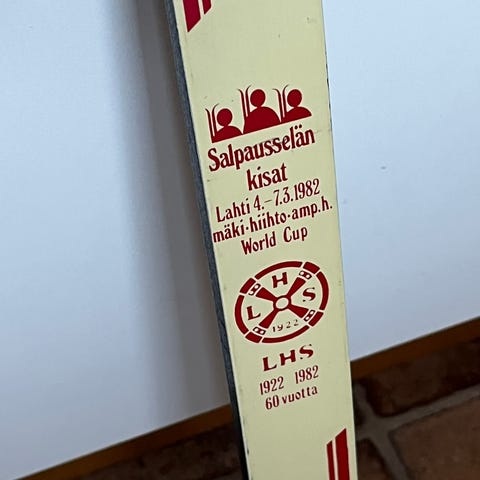 Salpausselän
kisat
Lahti 4.-7.3.1982
mäki·hiihto·amp.h.
World Cup
L H S
1922
LHS
1922 1982
60 vuotta